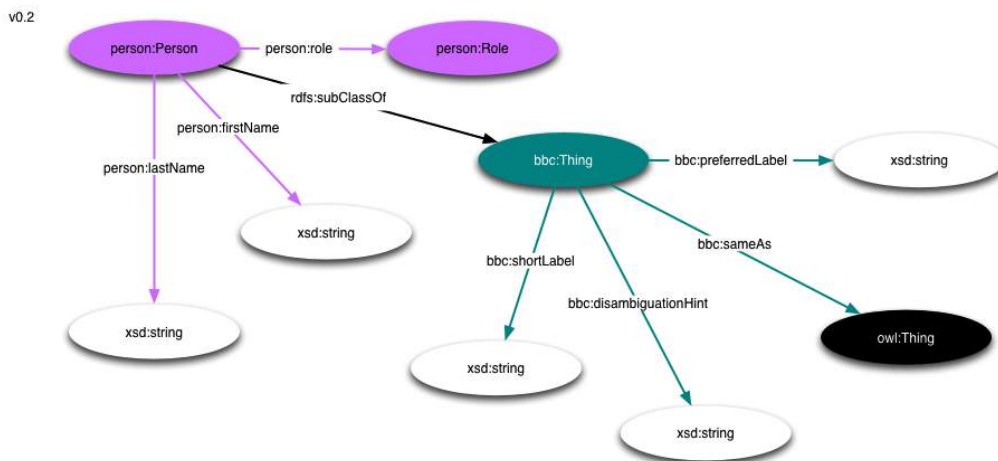 v0.2
person:Person
person:role
person:Role
rdfs:subClassOf
person:firstName
person:lastName
bbc:Thing
bbc:preferredLabel
xsd:string
xsd:string
bbc:sameAs
bbc:shortLabel
bbc:disambiguationHint
xsd:string
owl:Thing
xsd:string
xsd:string